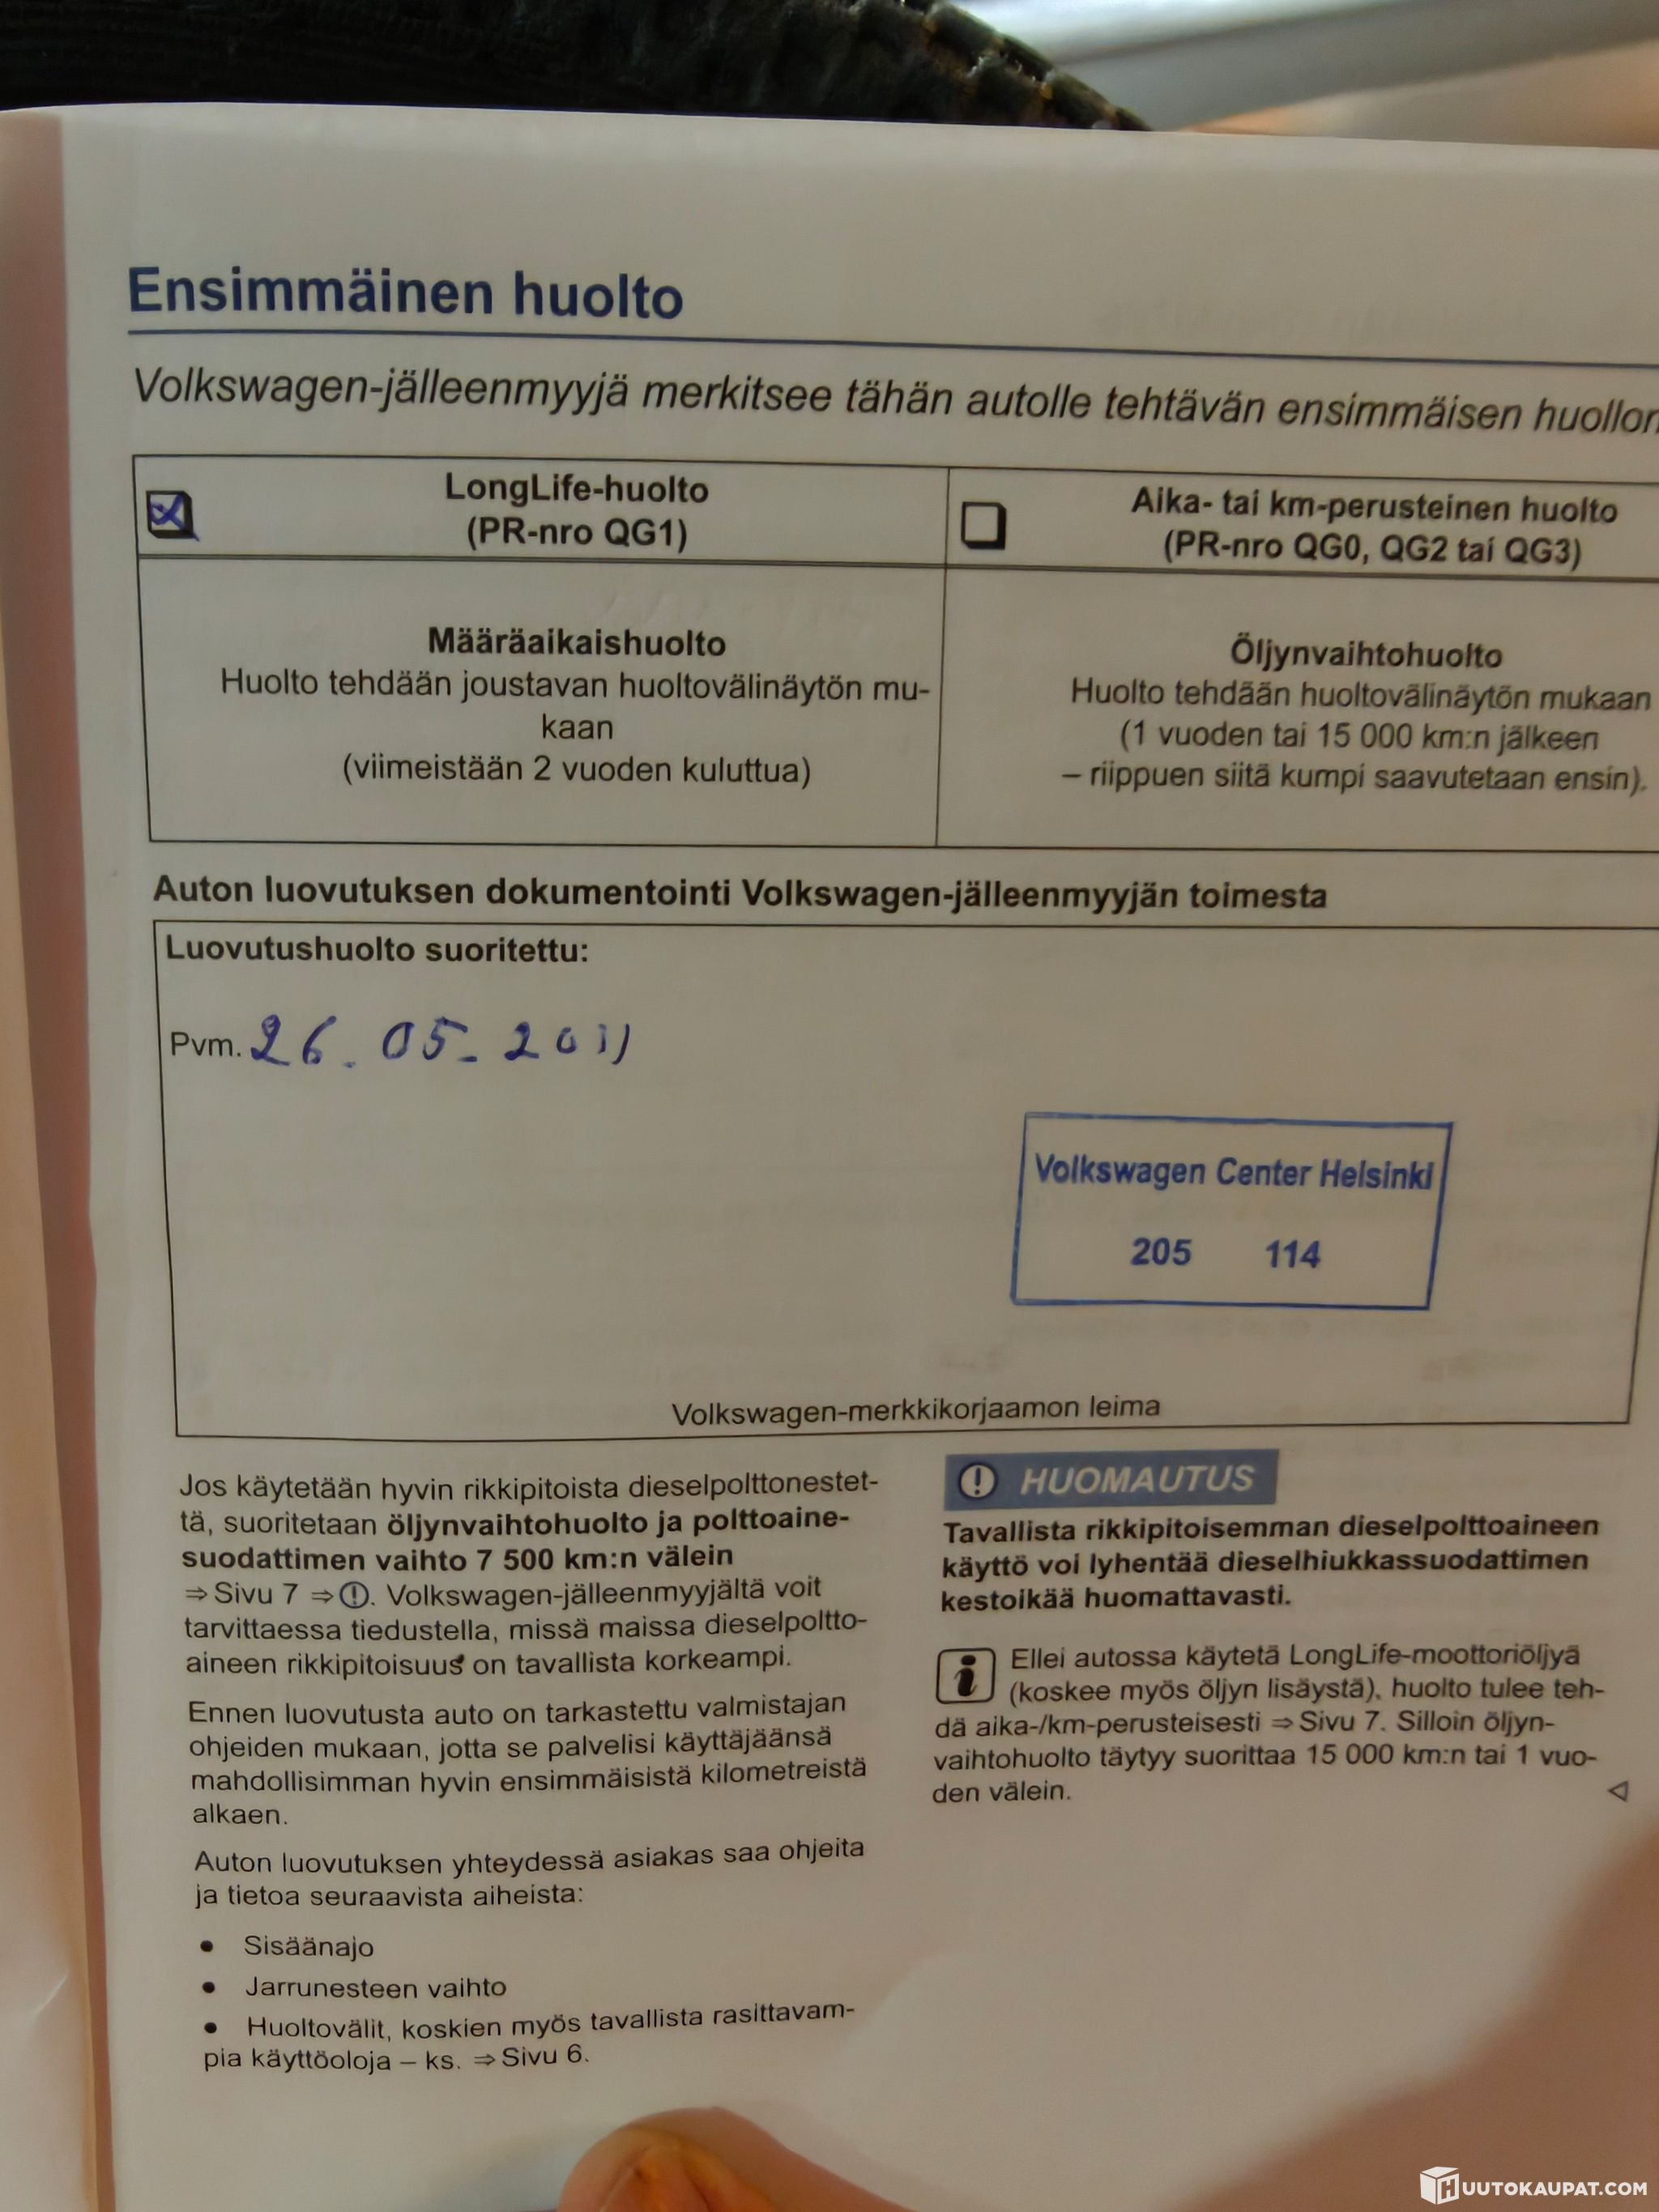 Ensimmäinen huolto
Volkswagen-jälleenmyyjä merkitsee tähän autolle tehtävän ensimmäisen huollon
LongLife-huolto
(PR-nro QG1)
Aika- tai km-perusteinen huolto
(PR-nro QG0, QG2 tai QG3)
Määräaikaishuolto
Huolto tehdään joustavan huoltovälinäytön mu-
kaan
(viimeistään 2 vuoden kuluttua)
Öljynvaihtohuolto
Huolto tehdään huoltovälinäytön mukaan
(1 vuoden tai 15 000 km:n jälkeen
– riippuen siitä kumpi saavutetaan ensin).
Auton luovutuksen dokumentointi Volkswagen-jälleenmyyjän toimesta
Luovutushuolto suoritettu:
Pvm. 26.05.2011
Volkswagen Center Helsinki
205 114
Volkswagen-merkkikorjaamon leima
Jos käytetään hyvin rikkipitoista dieselpolttonestet-
tä, suoritetaan öljynvaihtohuolto ja polttoaine-
suodattimen vaihto 7 500 km:n välein
⇒ Sivu 7 ⇒ ①. Volkswagen-jälleenmyyjältä voit
tarvittaessa tiedustella, missä maissa dieselpoltto-
aineen rikkipitoisuus on tavallista korkeampi.
Ennen luovutusta auto on tarkastettu valmistajan
ohjeiden mukaan, jotta se palvelisi käyttäjäänsä
mahdollisimman hyvin ensimmäisistä kilometreistä
alkaen.
Auton luovutuksen yhteydessä asiakas saa ohjeita
ja tietoa seuraavista aiheista:
• Sisäänajo
• Jarrunesteen vaihto
• Huoltovälit, koskien myös tavallista rasittavam-
pia käyttöoloja – ks. ⇒ Sivu 6.
HUOMAUTUS
Tavallista rikkipitoisemman dieselpolttoaineen
käyttö voi lyhentää dieselhiukkassuodattimen
kestoikää huomattavasti.
Ellei autossa käytetä LongLife-moottoriöljyä
(koskee myös öljyn lisäystä), huolto tulee teh-
dä aika-/km-perusteisesti ⇒ Sivu 7. Silloin öljyn-
vaihtohuolto täytyy suorittaa 15 000 km:n tai 1 vuo-
den välein.
HUUTOKAUPAT.COM